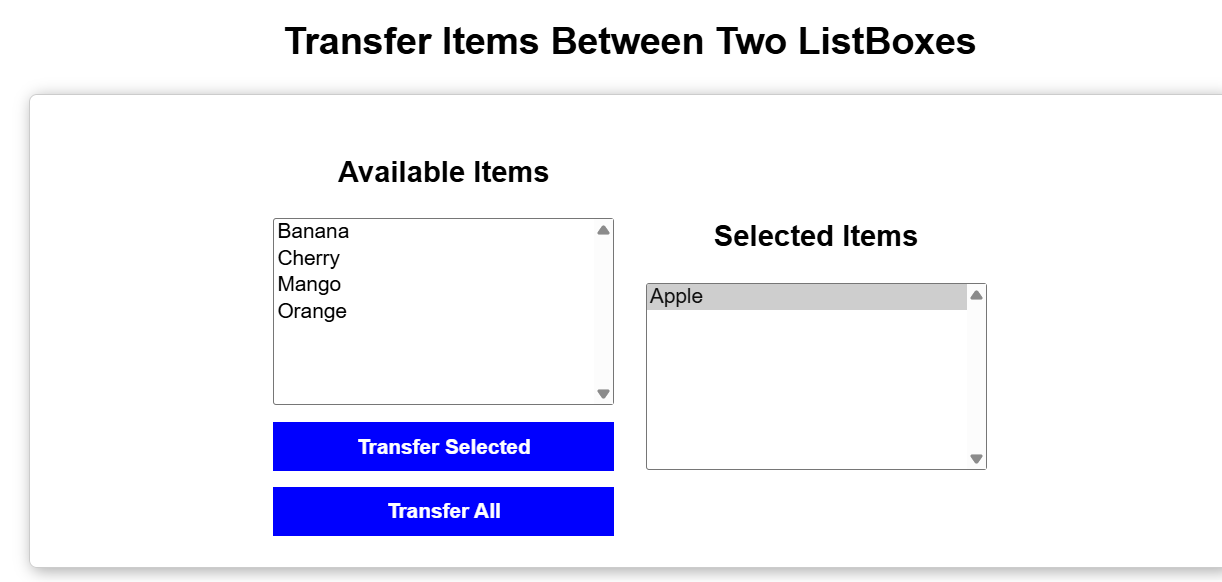 Transfer Items Between Two ListBoxes
Available Items
Banana
Cherry
Mango
Orange
Transfer Selected
Transfer All
Selected Items
Apple